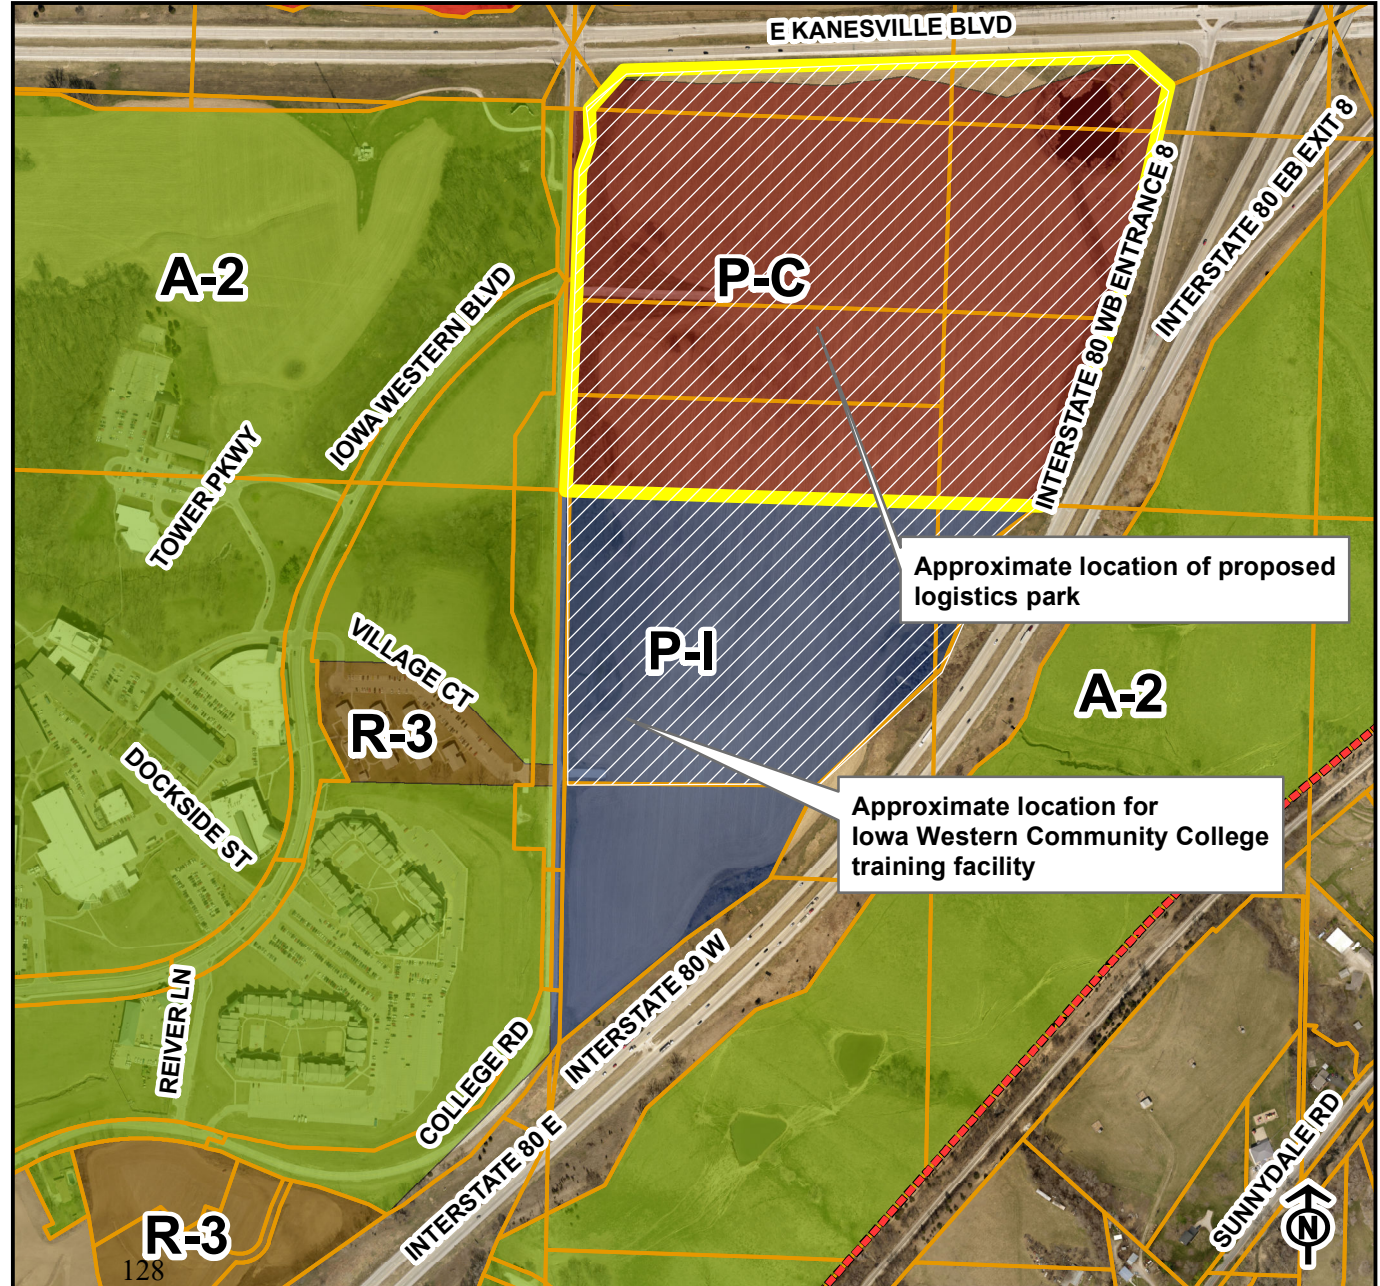 E KANESVILLE BLVD
INTERSTATE 80 EB EXIT 8
INTERSTATE 80 WB ENTRANCE 8
A-2
P-C
IOWA WESTERN BLVD
TOWER PKWY
Approximate location of proposed
logistics park
VILLAGE CT
P-I
A-2
R-3
DOCKSIDE ST
Approximate location for
Iowa Western Community College
training facility
INTERSTATE 80 W
REIVER LN
COLLEGE RD
INTERSTATE 80 E
SUNNYDALE RD
R-3
N
128